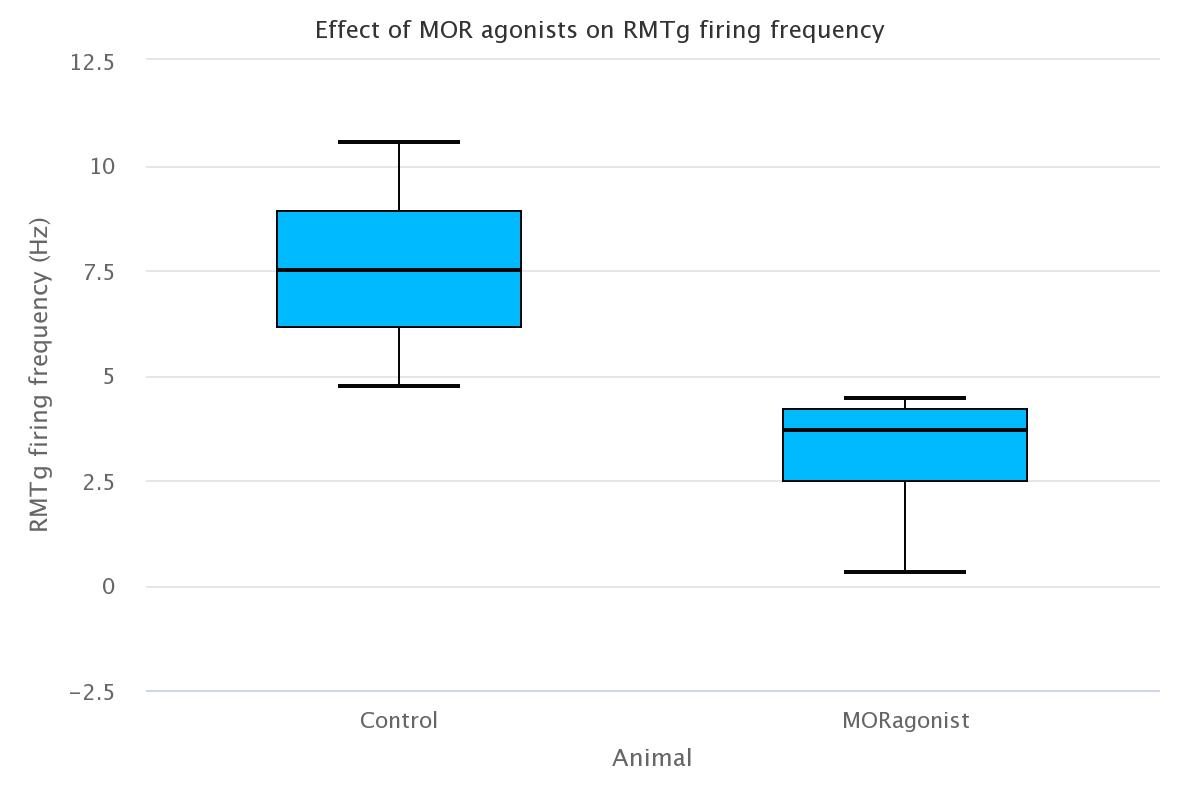 Effect of MOR agonists on RMTg firing frequency
RMTg firing frequency (Hz)
12.5
10
7.5
5
2.5
0
−2.5
Control
MORagonist
Animal